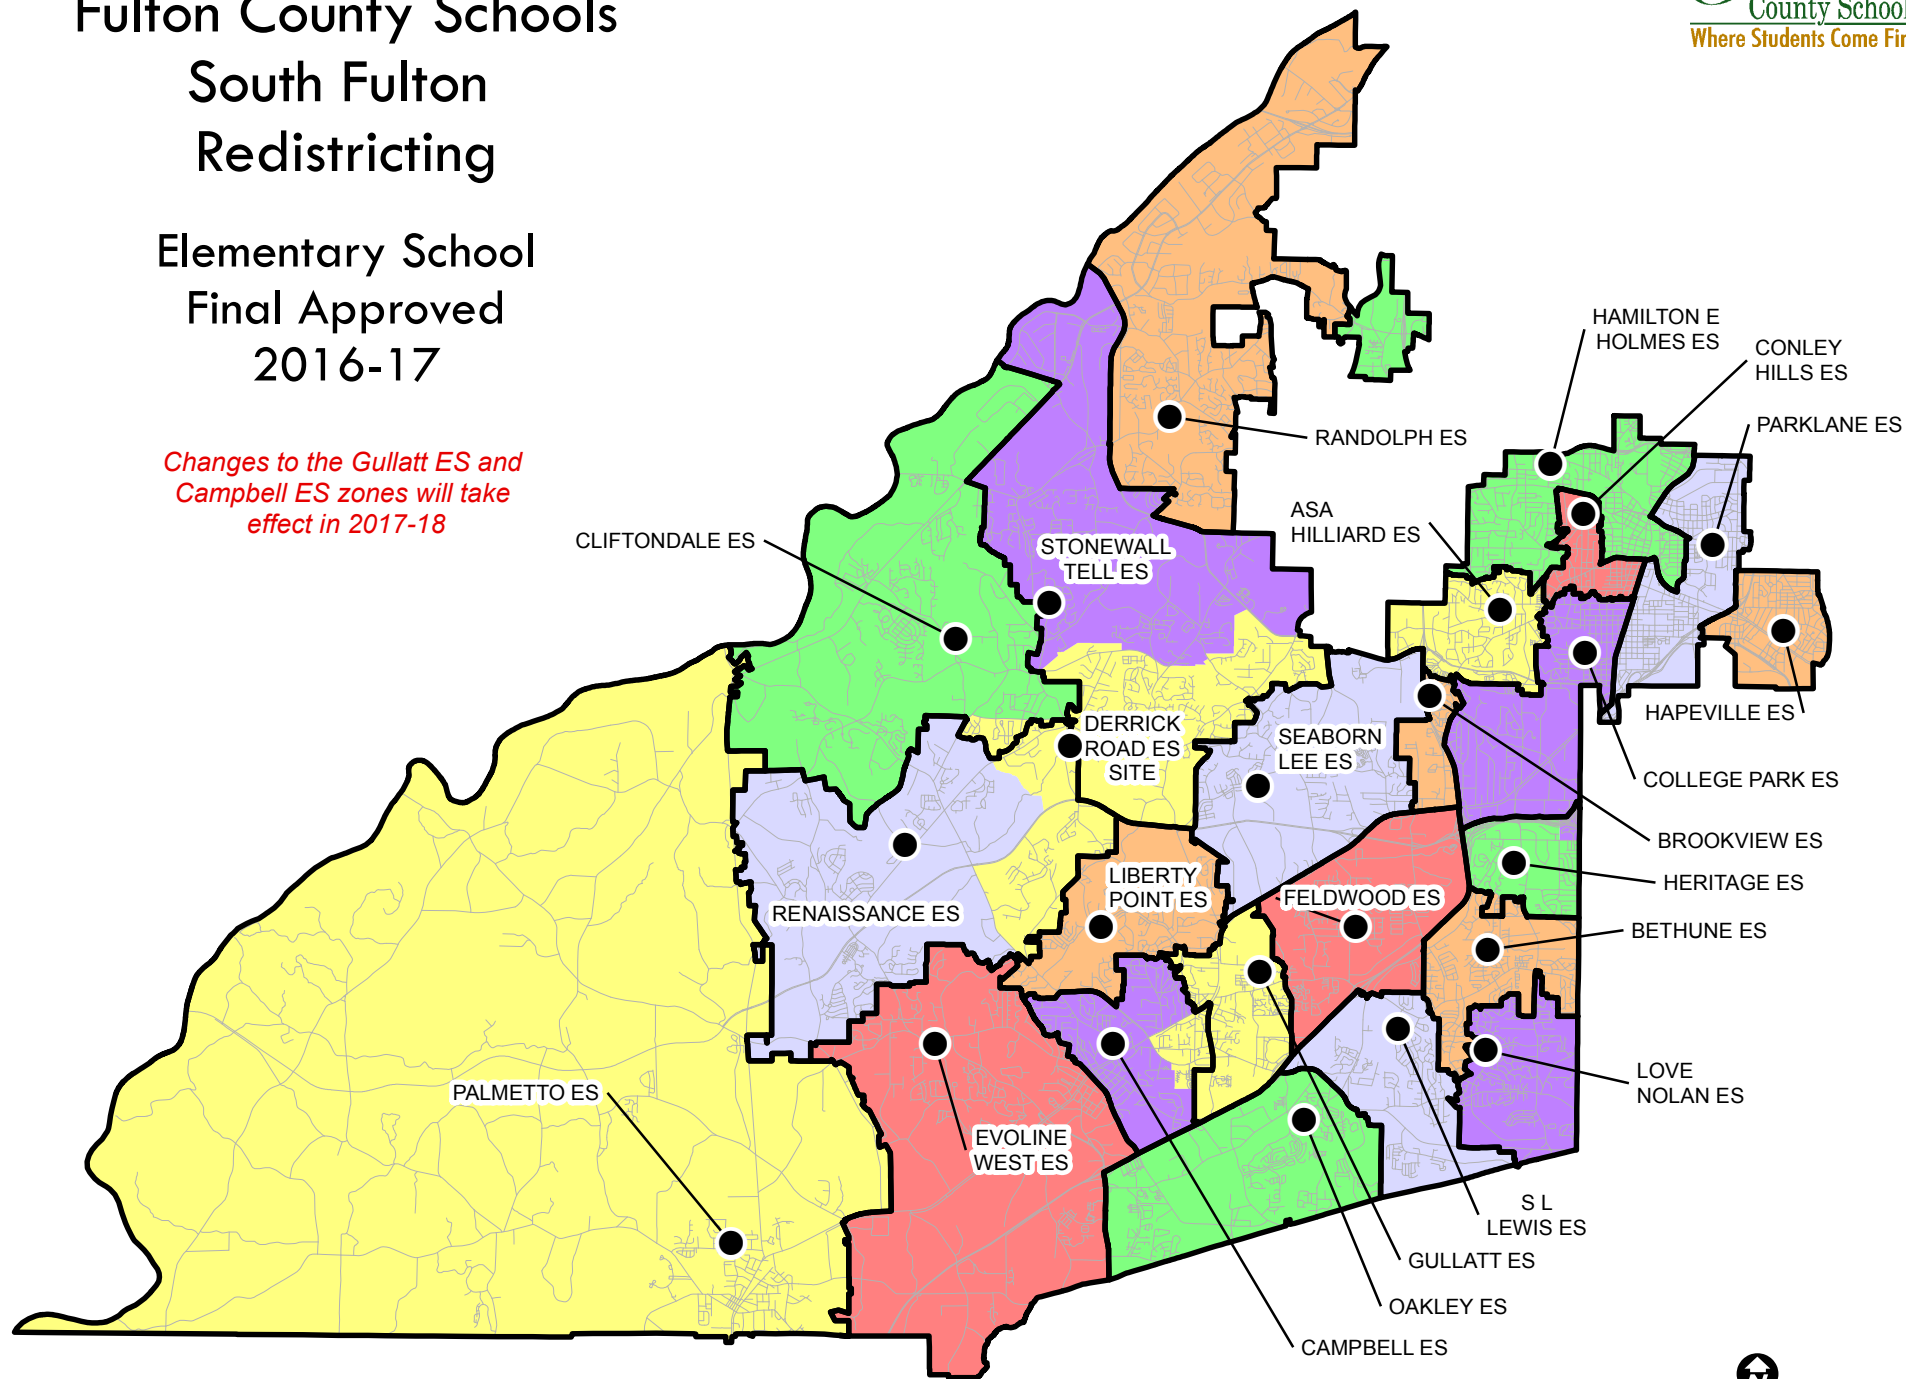 Fulton County Schools
South Fulton
Redistricting
Elementary School
Final Approved
2016-17
Changes to the Gullatt ES and
Campbell ES zones will take
effect in 2017-18
County School
Where Students Come Fir
HAMILTON E
HOLMES ES
CONLEY
HILLS ES
PARKLANE ES
RANDOLPH ES
ASA
HILLIARD ES
CLIFTONDALE ES
STONEWALL
TELL ES
DERRICK
ROAD ES
SITE
SEABORN
LEE ES
HAPEVILLE ES
COLLEGE PARK ES
BROOKVIEW ES
HERITAGE ES
LIBERTY
POINT ES
FELDWOOD ES
RENAISSANCE ES
BETHUNE ES
LOVE
NOLAN ES
PALMETTO ES
EVOLINE
WEST ES
S L
LEWIS ES
GULLATT ES
OAKLEY ES
CAMPBELL ES